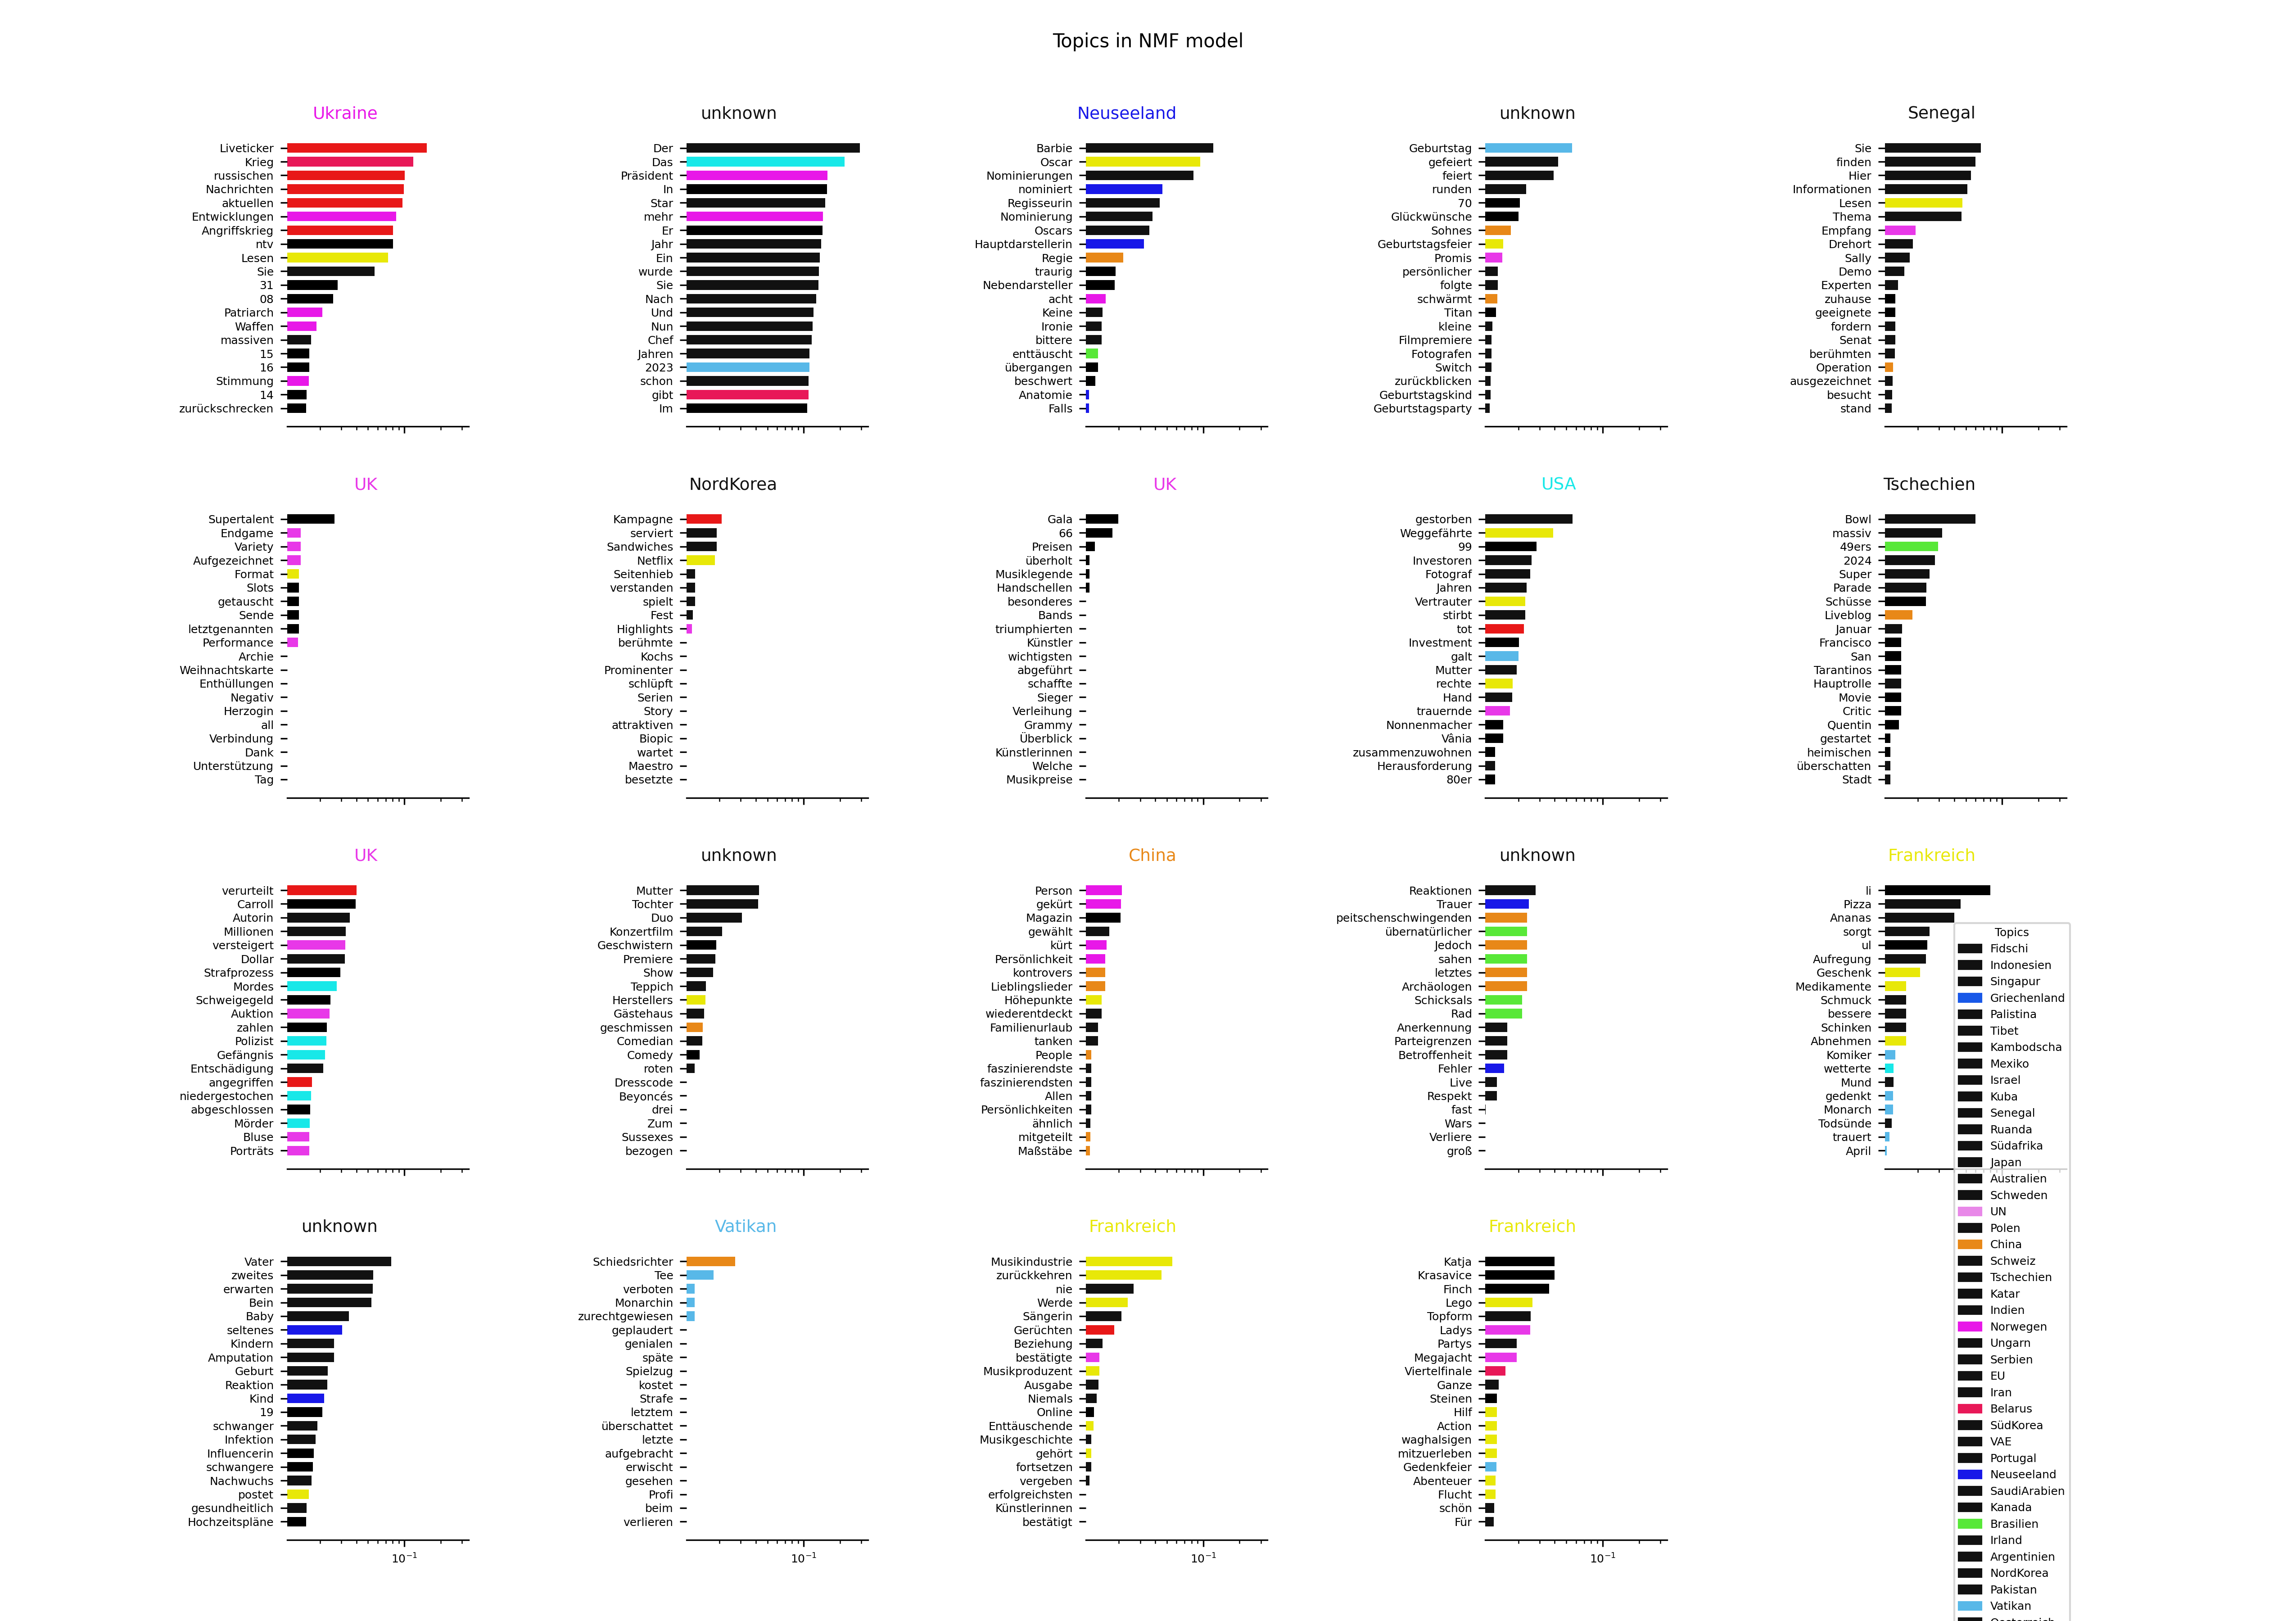 Topics in NMF model
Ukraine
Liveticker
Krieg
russischen
Nachrichten
aktuellen
Entwicklungen
Angriffskrieg
ntv
Lesen
Sie
31
08
Patriarch
Waffen
massiven
15
16
Stimmung
14
zurückschrecken
unknown
Der
Das
Präsident
In
Star
mehr
Er
Jahr
Ein
wurde
Sie
Nach
Und
Nun
Chef
Jahren
2023
schon
gibt
Im
Neuseeland
Barbie
Oscar
Nominierungen
nominiert
Regisseurin
Nominierung
Oscars
Hauptdarstellerin
Regie
traurig
Nebendarsteller
acht
Keine
Ironie
bittere
enttäuscht
übergangen
beschwert
Anatomie
Falls
unknown
Geburtstag
gefeiert
feiert
runden
70
Glückwünsche
Sohnes
Geburtstagsfeier
Promis
persönlicher
folgte
schwärmt
Titan
kleine
Filmpremiere
Fotografen
Switch
zurückblicken
Geburtstagskind
Geburtstagsparty
Senegal
Sie
finden
Hier
Informationen
Lesen
Thema
Empfang
Drehort
Sally
Demo
Experten
zuhause
geeignete
fordern
Senat
berühmten
Operation
ausgezeichnet
besucht
stand
UK
Supertalent
Endgame
Variety
Aufgezeichnet
Format
Slots
getauscht
Sende
letztgenannten
Performance
Archie
Weihnachtskarte
Enthüllungen
Negativ
Herzogin
all
Verbindung
Dank
Unterstützung
Tag
NordKorea
Kampagne
serviert
Sandwiches
Netflix
Seitenhieb
verstanden
spielt
Fest
Highlights
berühmte
Kochs
Prominenter
schlüpft
Serien
Story
attraktiven
Biopic
wartet
Maestro
besetzte
UK
Gala
66
Preisen
überholt
Musiklegende
Handschellen
besonderes
Bands
triumphierten
Künstler
wichtigsten
abgeführt
schaffte
Sieger
Verleihung
Grammy
Überblick
Künstlerinnen
Welche
Musikpreise
USA
gestorben
Weggefährte
99
Investoren
Fotograf
Jahren
Vertrauter
stirbt
tot
Investment
galt
Mutter
rechte
Hand
trauernde
Nonnenmacher
Vânia
zusammenzuwohnen
Herausforderung
80er
Tschechien
Bowl
massiv
49ers
2024
Super
Parade
Schüsse
Liveblog
Januar
Francisco
San
Tarantinos
Hauptrolle
Movie
Critic
Quentin
gestartet
heimischen
überschatten
Stadt
UK
verurteilt
Carroll
Autorin
Millionen
versteigert
Dollar
Strafprozess
Mordes
Schweigegeld
Auktion
zahlen
Polizist
Gefängnis
Entschädigung
angegriffen
niedergestochen
abgeschlossen
Mörder
Bluse
Porträts
unknown
Mutter
Tochter
Duo
Konzertfilm
Geschwistern
Premiere
Show
Teppich
Herstellers
Gästehaus
geschmissen
Comedian
Comedy
roten
Dresscode
Beyoncés
drei
Zum
Sussexes
bezogen
China
Person
gekürt
Magazin
gewählt
kürt
Persönlichkeit
kontrovers
Lieblingslieder
Höhepunkte
wiederentdeckt
Familienurlaub
tanken
People
faszinierendste
faszinierendsten
Allen
Persönlichkeiten
ähnlich
mitgeteilt
Maßstäbe
unknown
Reaktionen
Trauer
peitschenschwingenden
übernatürlicher
Jedoch
sahen
letztes
Archäologen
Schicksals
Rad
Anerkennung
Parteigrenzen
Betroffenheit
Fehler
Live
Respekt
fast
Wars
Verliere
groß
Frankreich
li
Pizza
Ananas
sorgt
ul
Aufregung
Geschenk
Medikamente
Schmuck
bessere
Schinken
Abnehmen
Komiker
wetterte
Mund
gedenkt
Monarch
Todsünde
trauert
April
unknown
Vater
zweites
erwarten
Bein
Baby
seltenes
Kindern
Amputation
Geburt
Reaktion
Kind
19
schwanger
Infektion
Influencerin
schwangere
Nachwuchs
postet
gesundheitlich
Hochzeitspläne
10⁻¹
Vatikan
Schiedsrichter
Tee
verboten
Monarchin
zurechtgewiesen
geplaudert
genialen
späte
Spielzug
kostet
Strafe
letztem
überschattet
letzte
aufgebracht
erwischt
gesehen
Profi
beim
verlieren
10⁻¹
Frankreich
Musikindustrie
zurückkehren
nie
Werde
Sängerin
Gerüchten
Beziehung
bestätigte
Musikproduzent
Ausgabe
Niemals
Online
Enttäuschende
Musikgeschichte
gehört
fortsetzen
vergeben
erfolgreichsten
Künstlerinnen
bestätigt
10⁻¹
Frankreich
Katja
Krasavice
Finch
Lego
Topform
Ladys
Partys
Megajacht
Viertelfinale
Ganze
Steinen
Hilf
Action
waghalsigen
mitzuerleben
Gedenkfeier
Abenteuer
Flucht
schön
Für
10⁻¹
Topics
Fidschi
Indonesien
Singapur
Griechenland
Palistina
Tibet
Kambodscha
Mexiko
Israel
Kuba
Senegal
Ruanda
Südafrika
Japan
Australien
Schweden
UN
Polen
China
Schweiz
Tschechien
Katar
Indien
Norwegen
Ungarn
Serbien
EU
Iran
Belarus
SüdKorea
VAE
Portugal
Neuseeland
SaudiArabien
Kanada
Brasilien
Irland
Argentinien
NordKorea
Pakistan
Vatikan